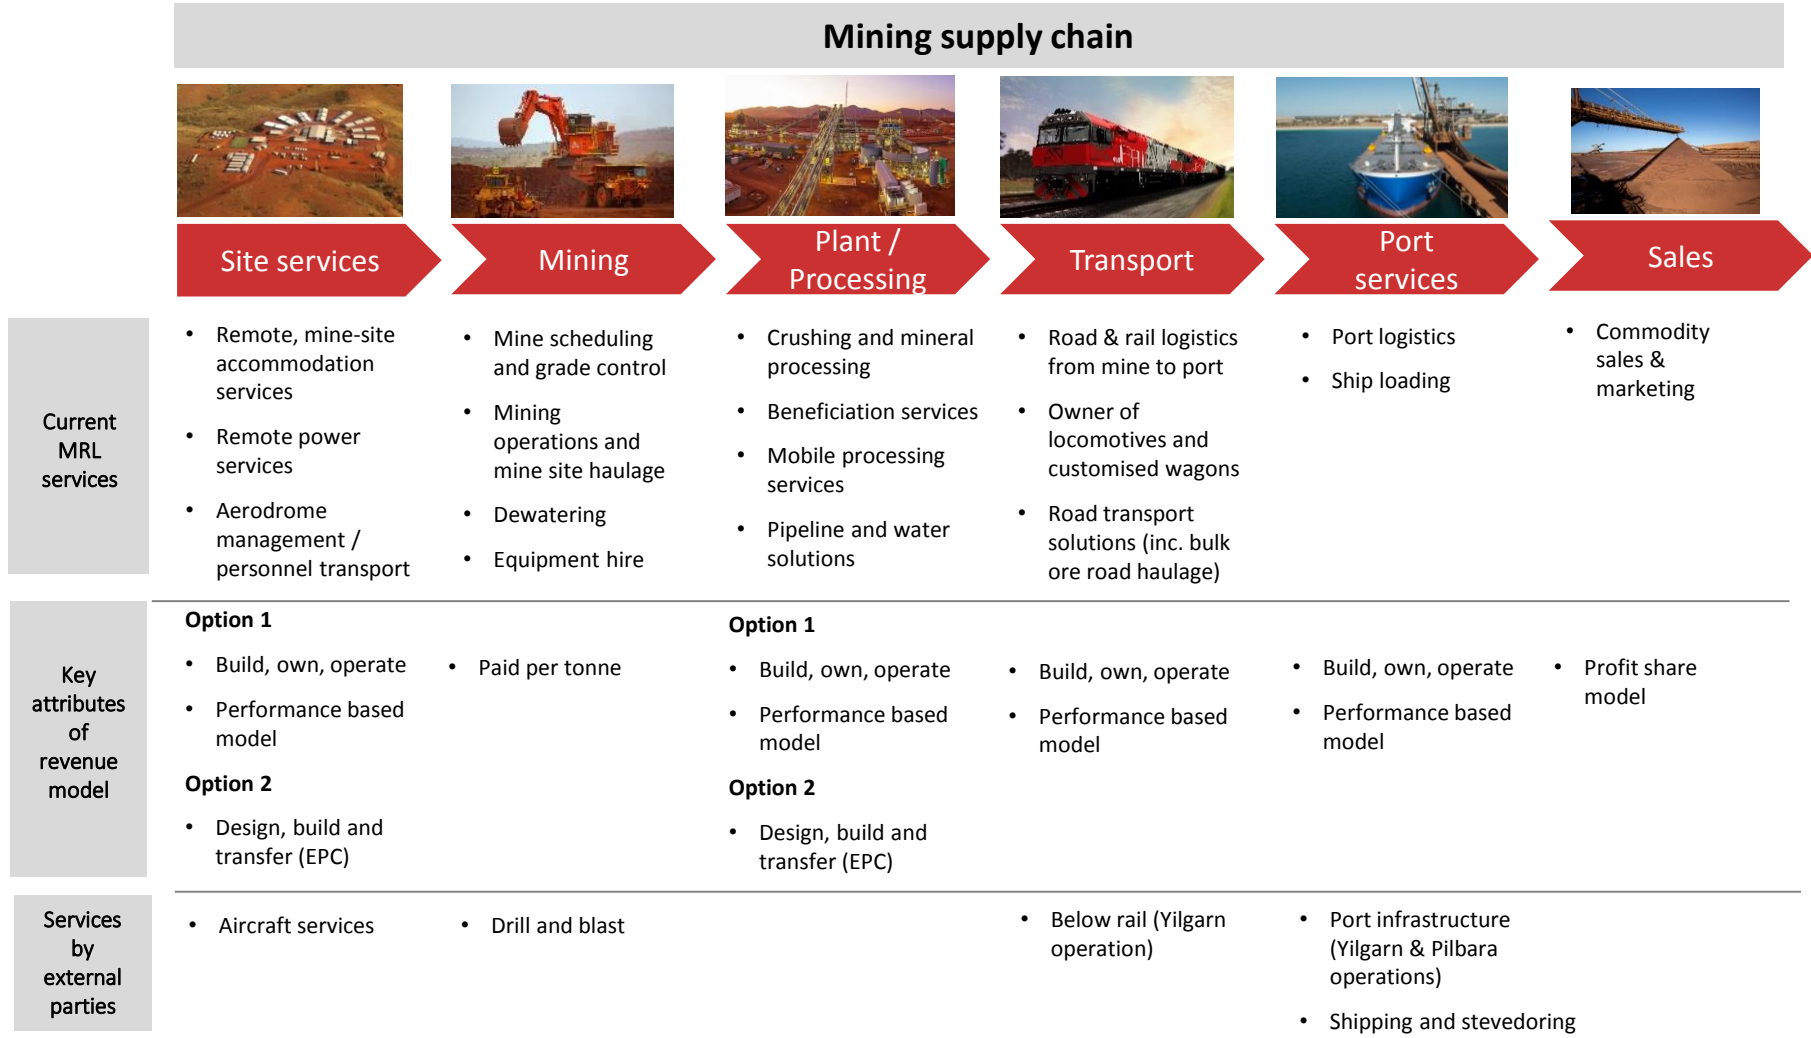 Mining supply chain
Site services
Mining
Plant /
Processing
Transport
Port
services
Sales
Current
MRL
services
• Remote, mine-site
accommodation
services
• Remote power
services
• Aerodrome
management /
personnel transport
• Mine scheduling
and grade control
• Mining
operations and
mine site haulage
• Dewatering
• Equipment hire
• Crushing and mineral
processing
• Beneficiation services
• Mobile processing
services
• Pipeline and water
solutions
• Road & rail logistics
from mine to port
• Owner of
locomotives and
customised wagons
• Road transport
solutions (inc. bulk
ore road haulage)
• Port logistics
• Ship loading
• Commodity
sales &
marketing
Key
attributes
of
revenue
model
Option 1
• Build, own, operate
• Performance based
model
Option 2
• Design, build and
transfer (EPC)
• Paid per tonne
Option 1
• Build, own, operate
• Performance based
model
Option 2
• Design, build and
transfer (EPC)
• Build, own, operate
• Performance based
model
• Build, own, operate
• Performance based
model
• Profit share
model
Services
by
external
parties
• Aircraft services
• Drill and blast
• Below rail (Yilgarn
operation)
• Port infrastructure
(Yilgarn & Pilbara
operations)
• Shipping and stevedoring